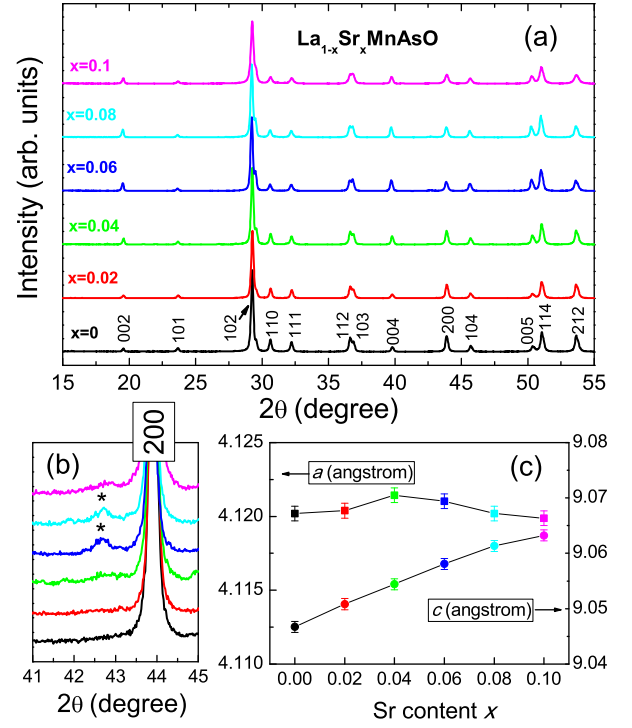 La1-xSrxMnAsO (a)
x=0.1
x=0.08
x=0.06
x=0.04
x=0.02
x=0
Intensity (arb. units)
002 101 102 110 111 112 103 004 200 104 005 114 212
15 20 25 30 35 40 45 50 55
2θ (degree)
(b)
200
*
*
41 42 43 44 45
2θ (degree)
4.125
4.120
4.115
4.110
a (angstrom)
(c)
c (angstrom)
9.08
9.07
9.06
9.05
9.04
0.00 0.02 0.04 0.06 0.08 0.10
Sr content x